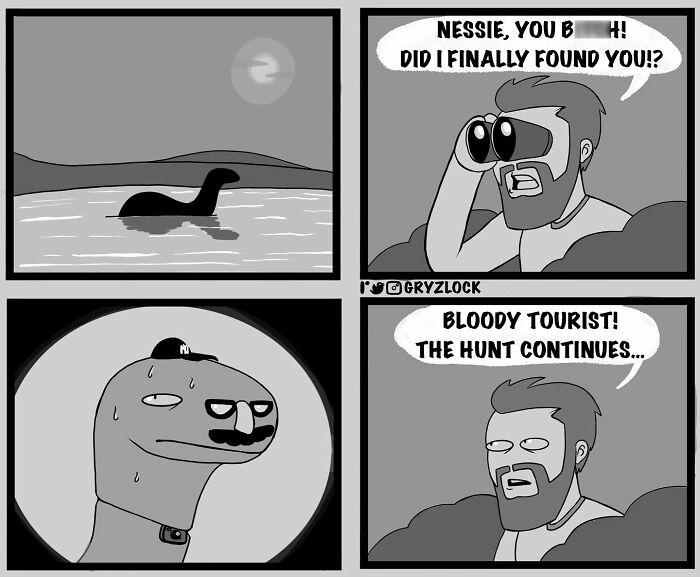 NESSIE, YOU B H!
DID I FINALLY FOUND YOU!?
GRYZLOCK
N
BLOODY TOURIST!
THE HUNT CONTINUES...